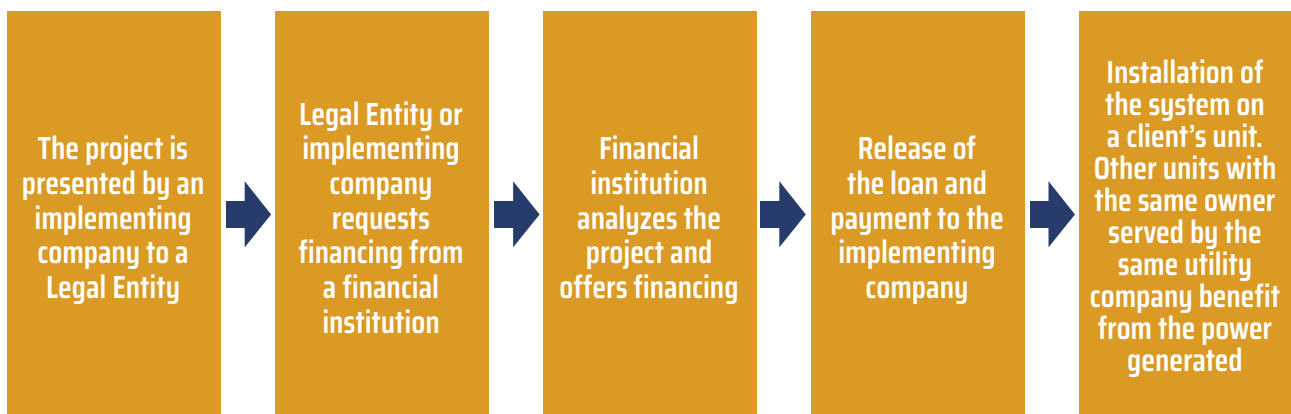 The project is
presented by an
implementing
company to a
Legal Entity
Legal Entity or
implementing
company
requests
financing from
a financial
institution
Financial
institution
analyzes the
project and
offers financing
Release of
the loan and
payment to the
implementing
company
Installation of
the system on
a client's unit.
Other units with
the same owner
served by the
same utility
company benefit
from the power
generated